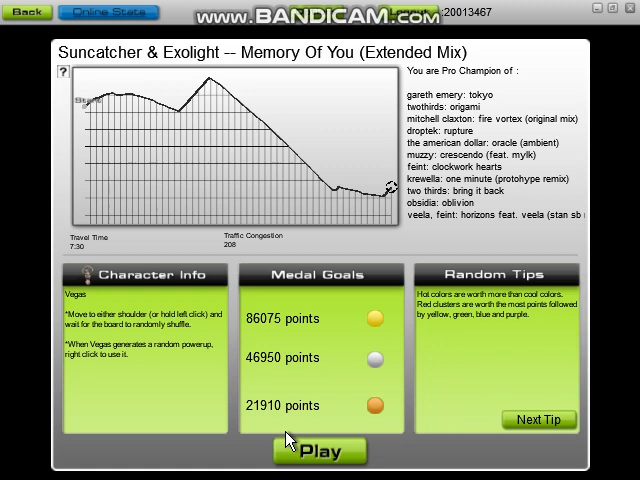 Back
Online State
WWW.BANDICAM.COM
Logout
:20013467
Suncatcher & Exolight -- Memory Of You (Extended Mix)
?
Start
You are Pro Champion of :
gareth emery: tokyo
twothirds: origami
mitchell claxton: fire vortex (original mix)
droptek: rupture
the american dollar: oracle (ambient)
muzzy: crescendo (feat. mylk)
feint: clockwork hearts
krewella: one minute (protohype remix)
two thirds: bring it back
obsidia: oblivion
veela, feint: horizons feat. veela (stan sb
Travel Time
7:30
Traffic Congestion
208
Character Info
Vegas
*Move to either shoulder (or hold left click) and
wait for the board to randomly shuffle.
*When Vegas generates a random powerup,
right click to use it.
Medal Goals
86075 points
46950 points
21910 points
Random Tips
Hot colors are worth more than cool colors.
Red clusters are worth the most points followed
by yellow, green, blue and purple.
Next Tip
Play